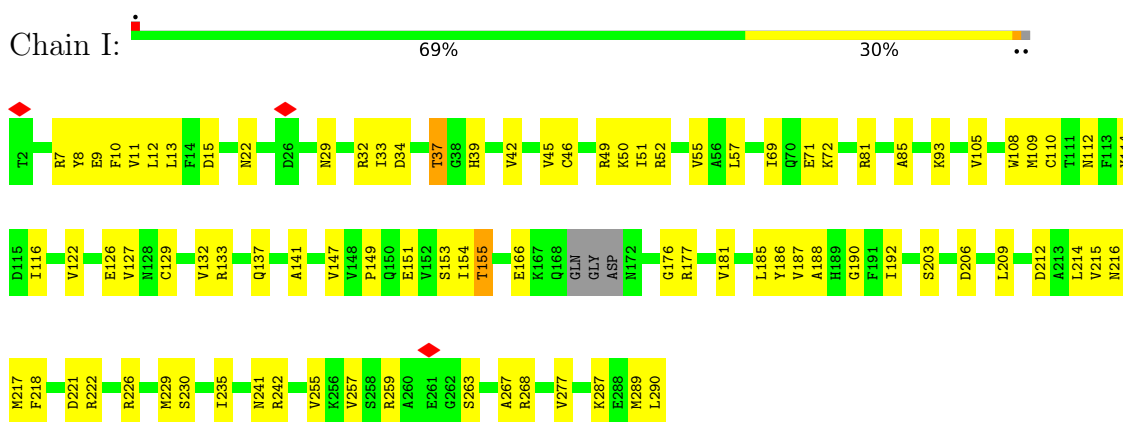 Chain I:
69% 30%
T2 R7 Y8 E9 F10 V11 L12 L13 F14 D15 N22 D26 N29 R32 I33 D34 T37 G38 H39 V42 V45 C46 R49 K50 I51 R52 V55 A56 L57 I69 Q70 E71 K72 R81 A85 K93 V105 W108 M109 C110 T111 N112 F113
D115 I116 V122 E126 V127 N128 C129 V132 R133 Q137 A141 V147 V148 P149 Q150 E151 V152 S153 I154 T155 E166 K167 Q168 GLN GLY ASP N172 G176 R177 V181 L185 Y186 V187 A188 H189 G190 F191 I192 S203 D206 L209 D212 A213 L214 V215 N216
M217 F218 D221 R222 R226 M229 S230 I235 N241 R242 V255 K256 V257 S258 R259 A260 E261 G262 S263 A267 R268 V277 K287 E288 M289 L290